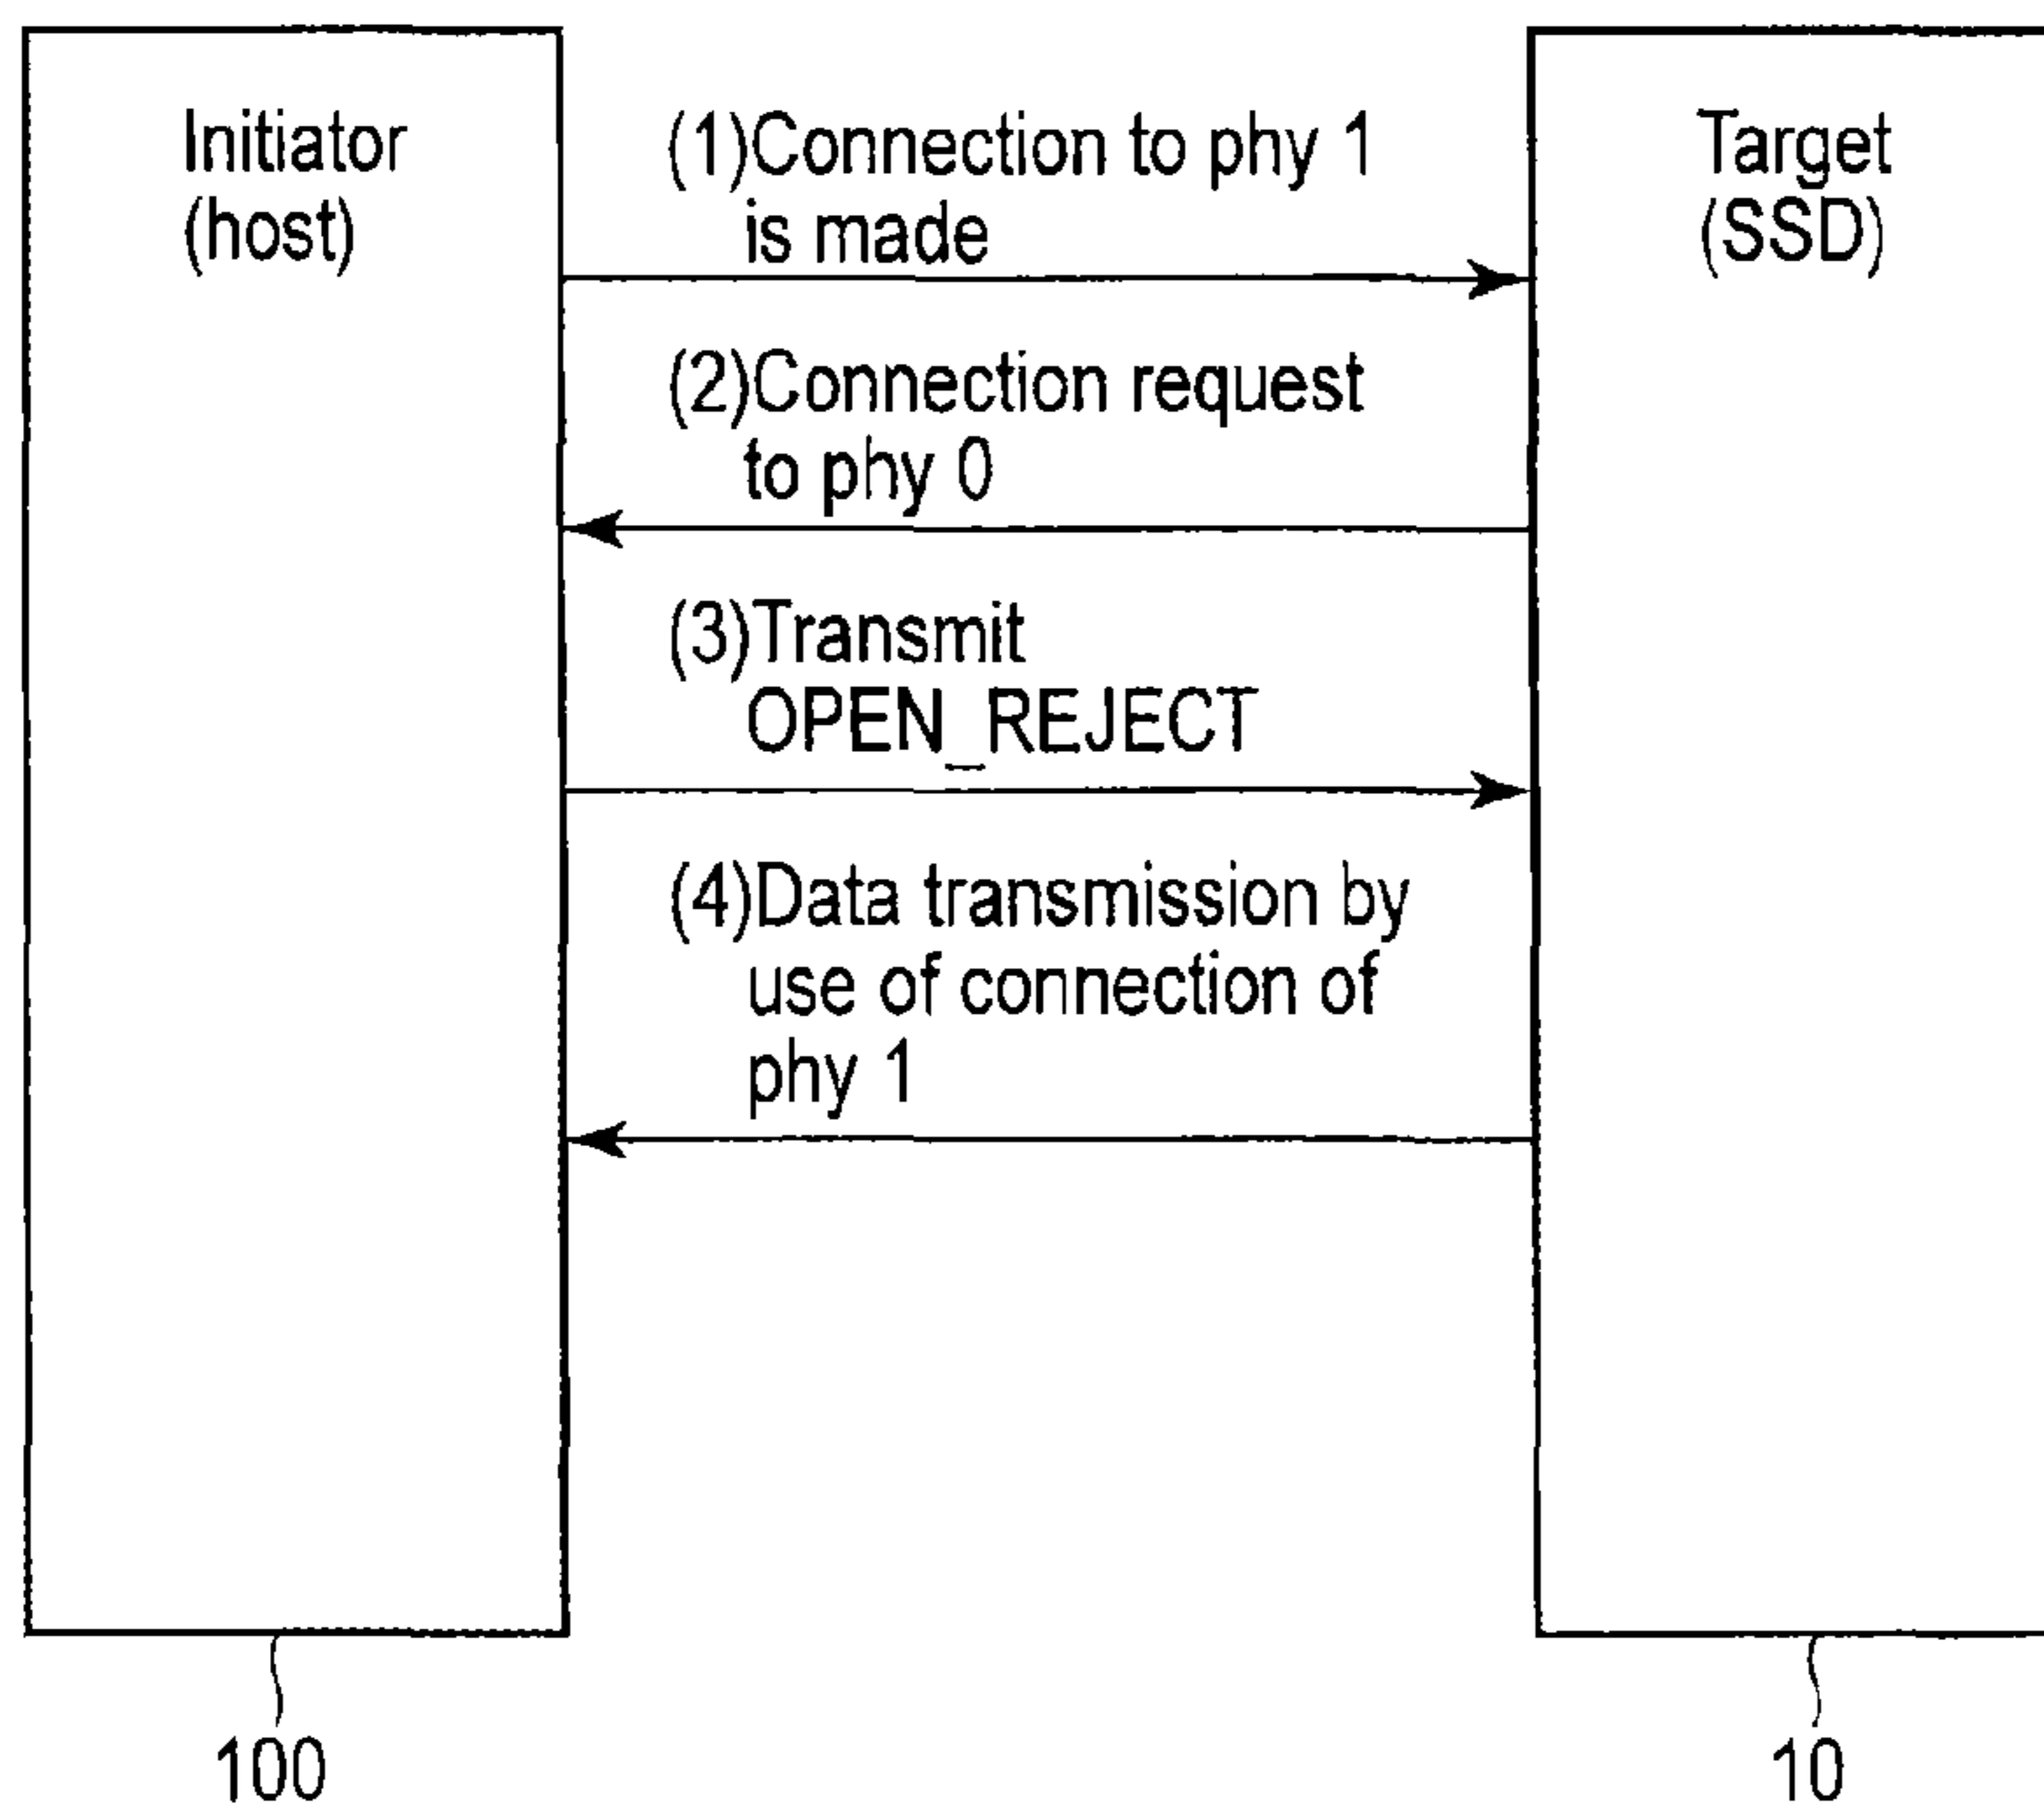 Initiator
(host)
(1)Connection to phy 1
is made
Target
(SSD)
(2)Connection request
to phy 0
(3)Transmit
OPEN_REJECT
(4)Data transmission by
use of connection of
phy 1
100
10